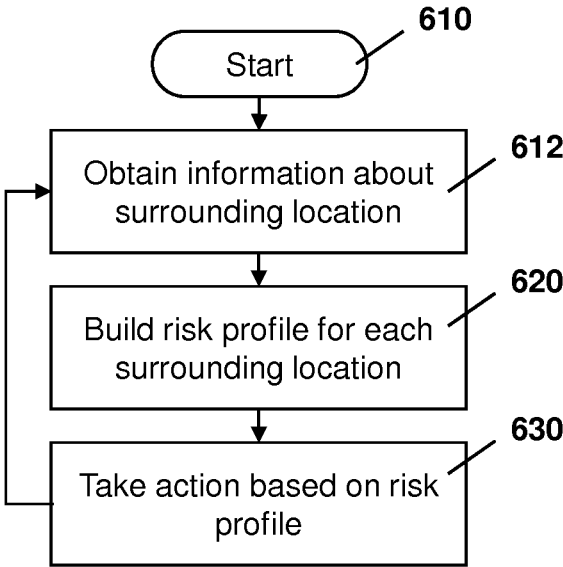 610
Start
612
Obtain information about
surrounding location
620
Build risk profile for each
surrounding location
630
Take action based on risk
profile